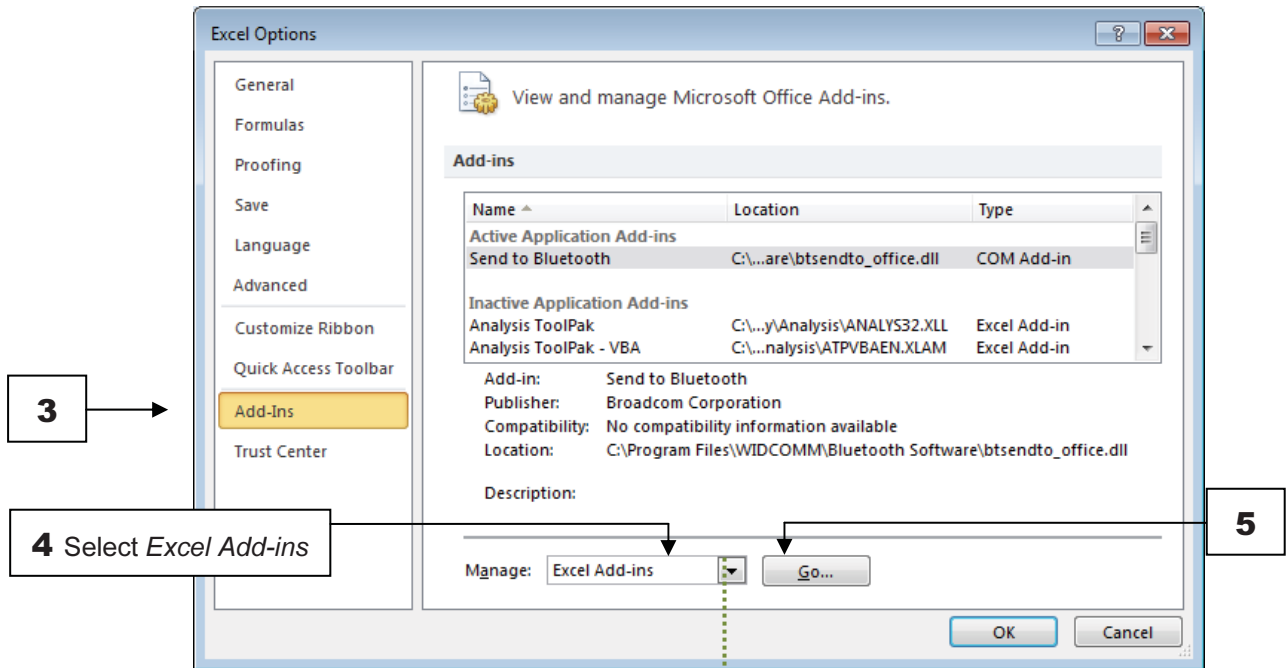 Excel Options
General
Formulas
Proofing
Save
Language
Advanced
Customize Ribbon
Quick Access Toolbar
3
Add-Ins
Trust Center
4 Select Excel Add-ins
View and manage Microsoft Office Add-ins.
Add-ins
Name Location Type
Active Application Add-ins
Send to Bluetooth C:\...are\btsendto_office.dll COM Add-in
Inactive Application Add-ins
Analysis ToolPak C:\...y\Analysis\ANALYS32.XLL Excel Add-in
Analysis ToolPak - VBA C:\...nalysis\ATPVBAEN.XLAM Excel Add-in
Add-in: Send to Bluetooth
Publisher: Broadcom Corporation
Compatibility: No compatibility information available
Location: C:\Program Files\WIDCOMM\Bluetooth Software\btsendto_office.dll
Description:
5
Manage: Excel Add-ins Go...
OK Cancel